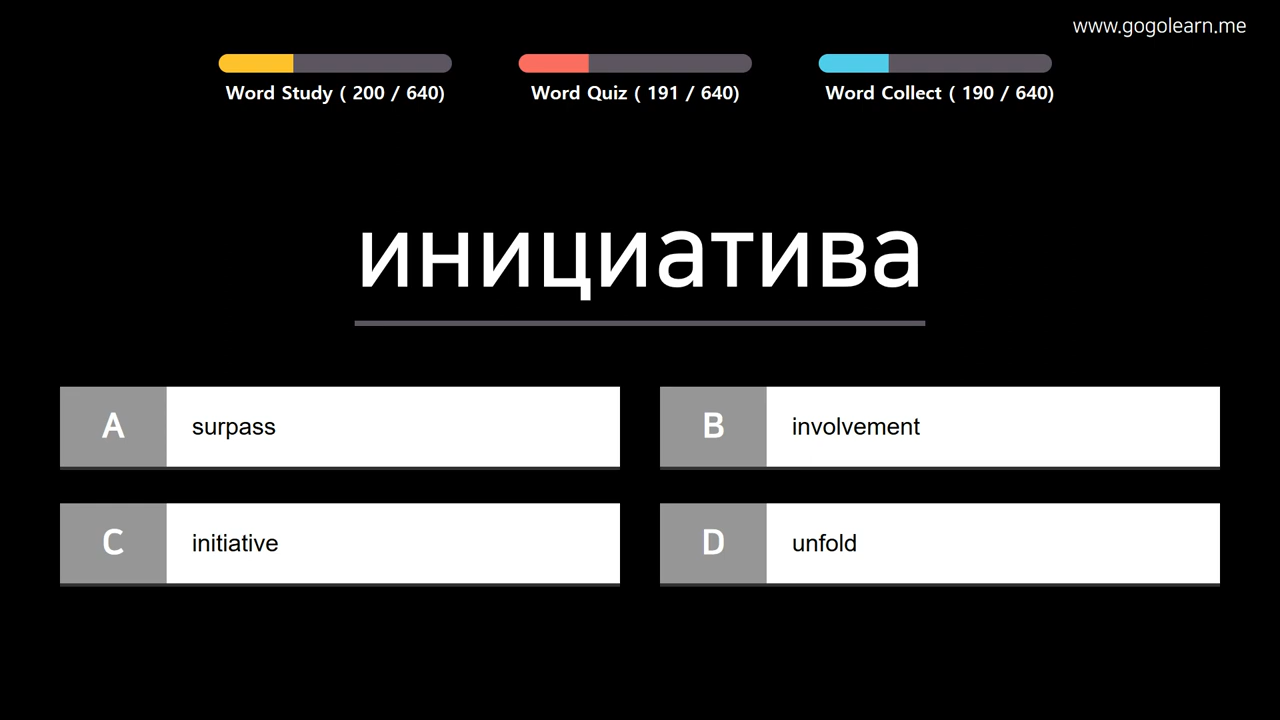 www.gogolearn.me
Word Study ( 200 / 640)
Word Quiz ( 191 / 640)
Word Collect ( 190 / 640)
инициатива
A surpass
B involvement
C initiative
D unfold